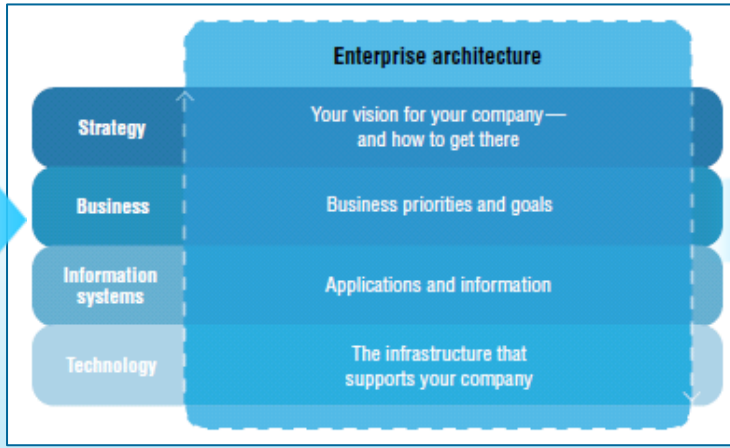 Enterprise architecture
Strategy
Your vision for your company—
and how to get there
Business
Business priorities and goals
Information
systems
Applications and information
Technology
The infrastructure that
supports your company